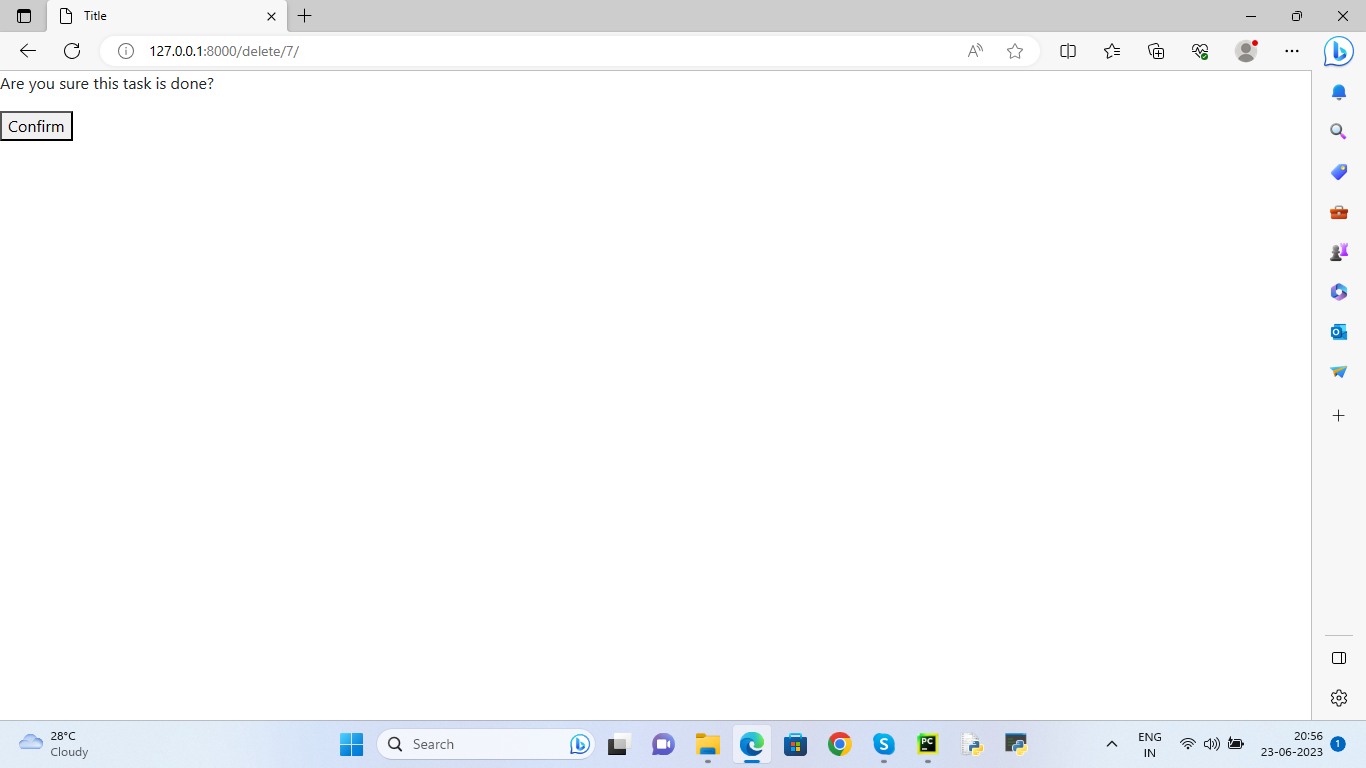 Title
127.0.0.1:8000/delete/7/
Are you sure this task is done?
Confirm
28°C
Cloudy
Search
PC
ENG
IN
20:56
23-06-2023
1